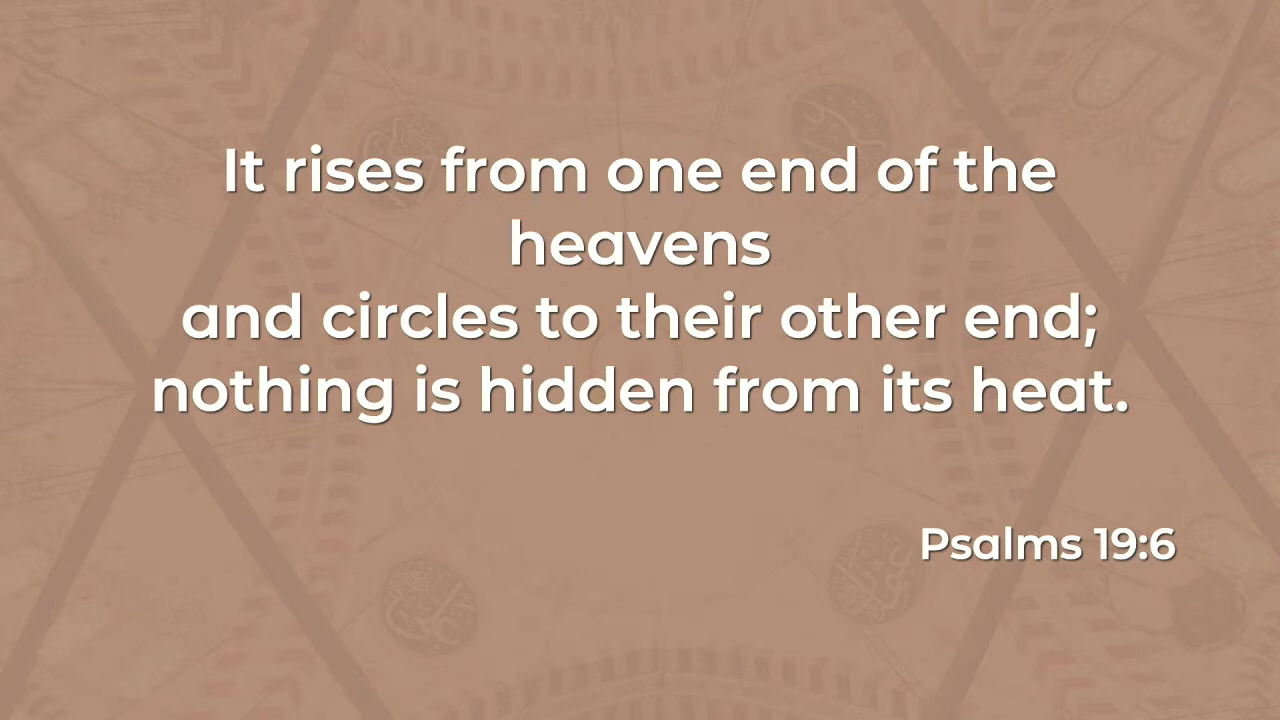 It rises from one end of the
heavens
and circles to their other end;
nothing is hidden from its heat.
Psalms 19:6